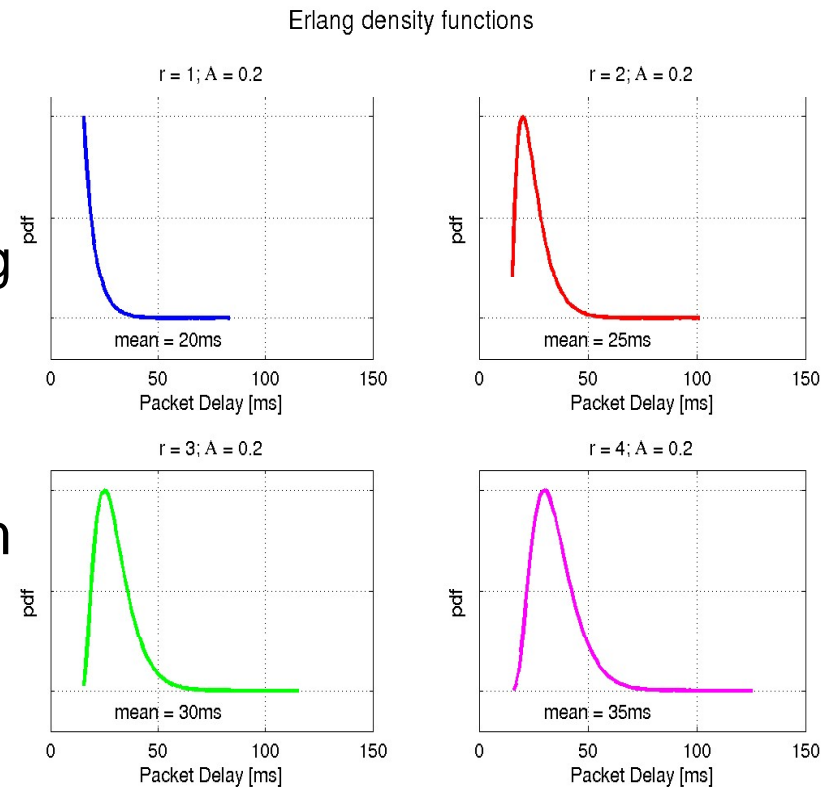 Erlang density functions
r = 1; A = 0.2
pdf
mean = 20ms
0 50 100 150
Packet Delay [ms]
r = 2; A = 0.2
pdf
mean = 25ms
0 50 100 150
Packet Delay [ms]
g
r = 3; A = 0.2
pdf
mean = 30ms
0 50 100 150
Packet Delay [ms]
r = 4; A = 0.2
pdf
mean = 35ms
0 50 100 150
Packet Delay [ms]